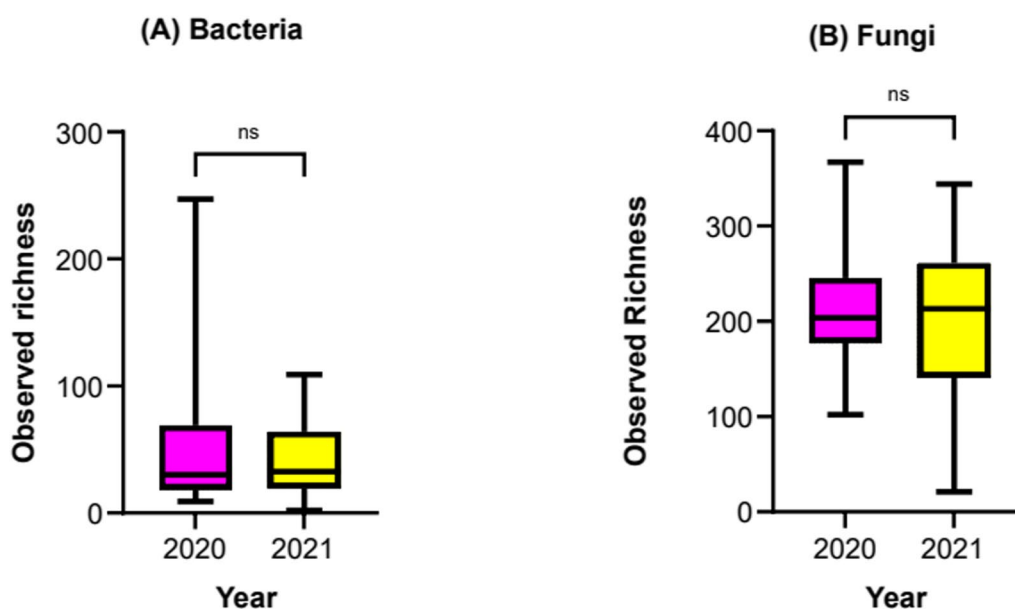 (A) Bacteria
ns
300
200
100
0
Observed richness
2020
2021
Year
(B) Fungi
ns
400
300
200
100
0
Observed Richness
2020
2021
Year